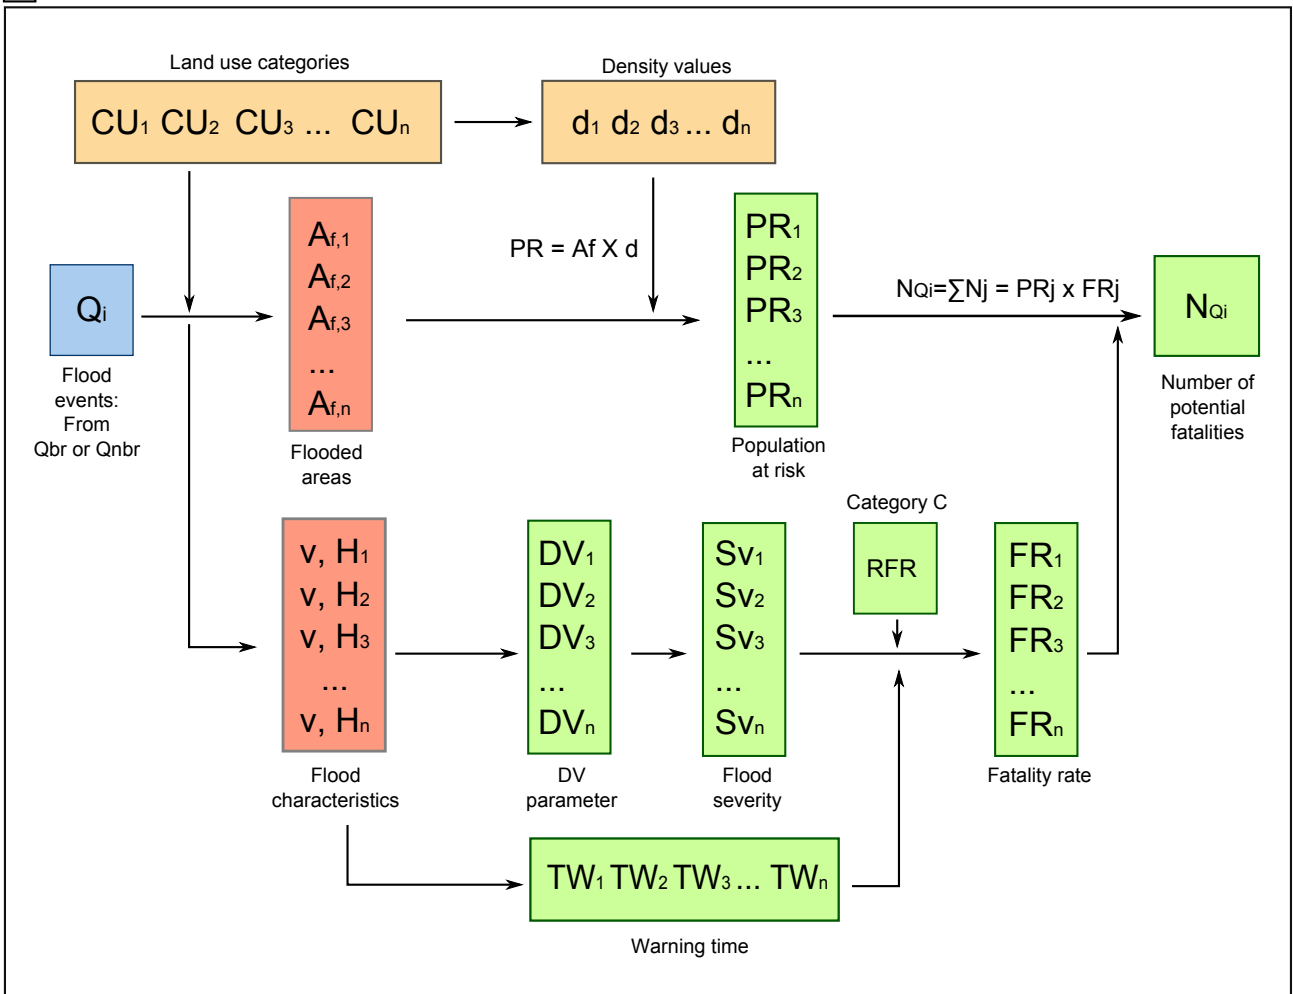 Land use categories
CU1 CU2 CU3 ... CUn
Density values
d1 d2 d3 ... dn
Qi
Flood
events:
From
Qbr or Qnbr
Af,1
Af,2
Af,3
...
Af,n
Flooded
areas
PR = Af X d
PR1
PR2
PR3
...
PRn
Population
at risk
NQi=∑Nj = PRj x FRj
NQi
Number of
potential
fatalities
v, H1
v, H2
v, H3
...
v, Hn
Flood
characteristics
DV1
DV2
DV3
...
DVn
DV
parameter
Sv1
Sv2
Sv3
...
Svn
Flood
severity
Category C
RFR
FR1
FR2
FR3
...
FRn
Fatality rate
TW1 TW2 TW3 ... TWn
Warning time